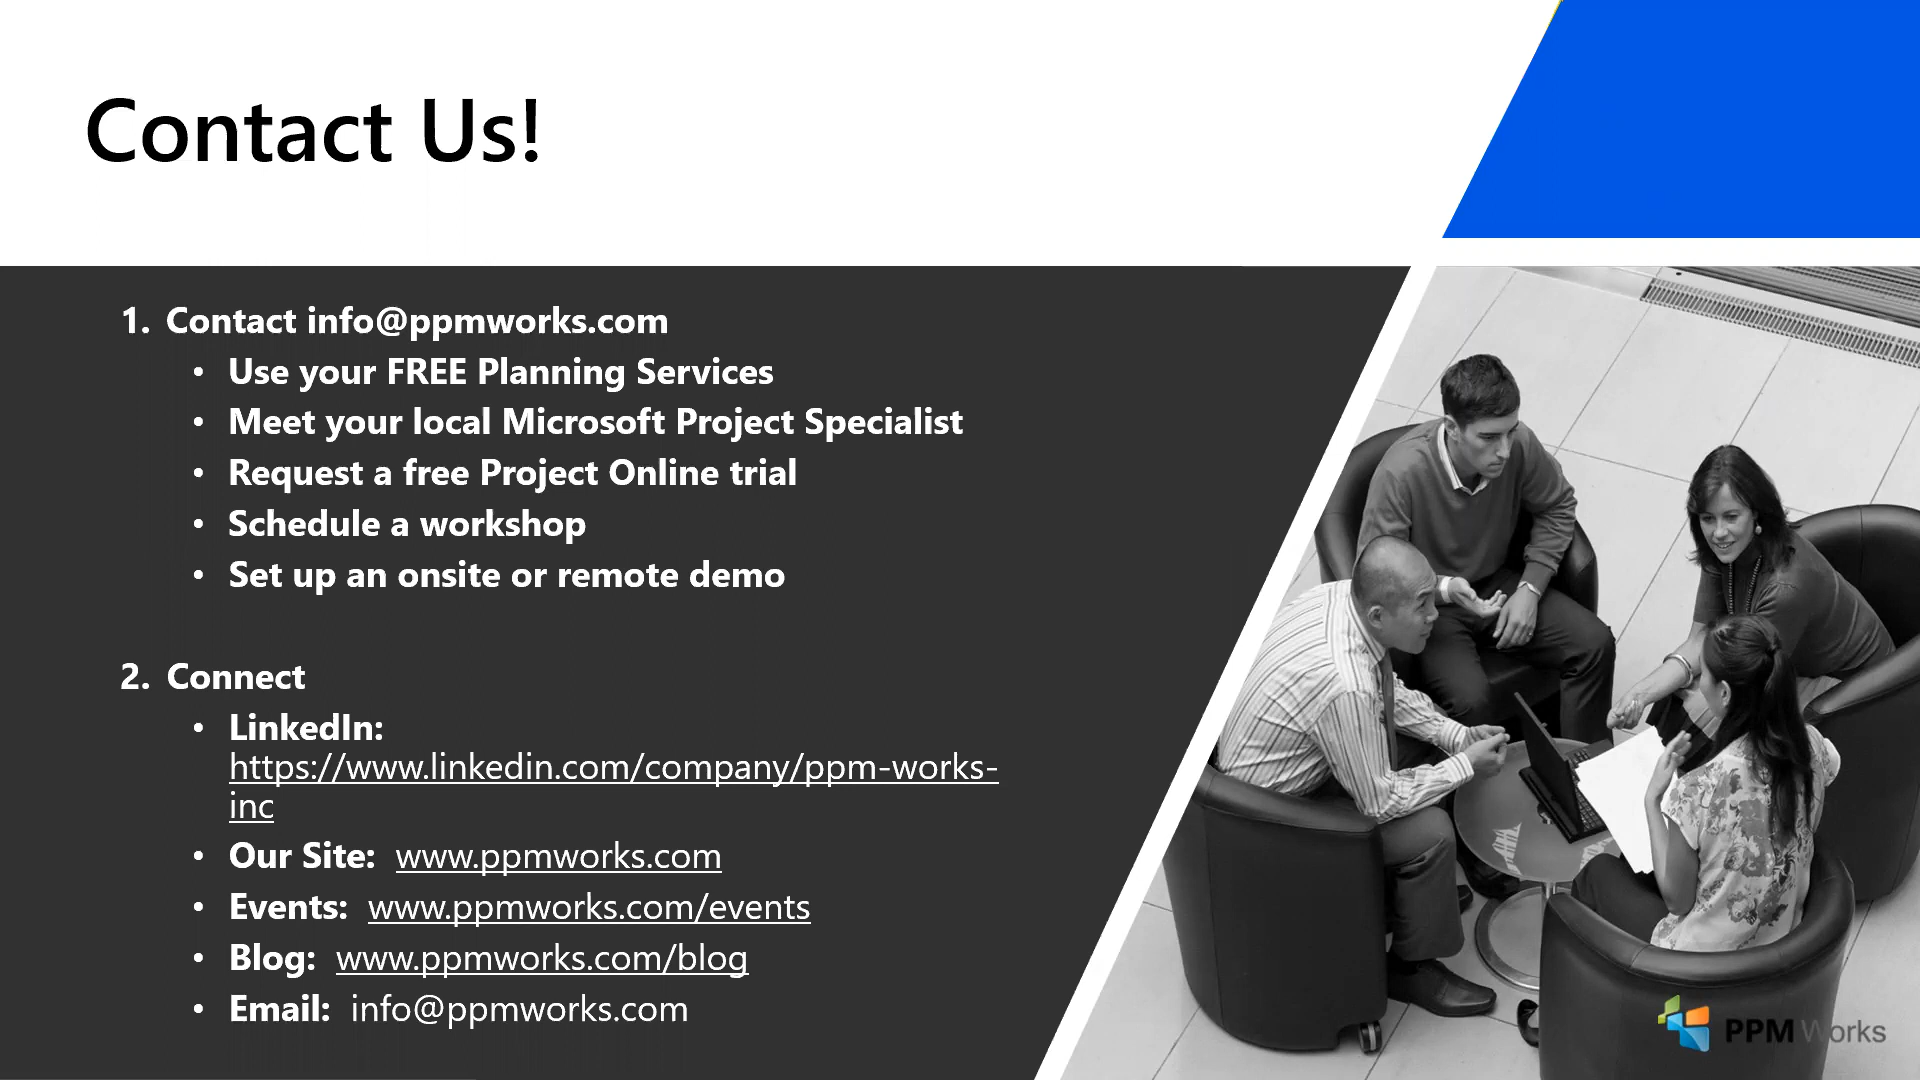 Contact Us!
1. Contact info@ppmworks.com
• Use your FREE Planning Services
• Meet your local Microsoft Project Specialist
• Request a free Project Online trial
• Schedule a workshop
• Set up an onsite or remote demo
2. Connect
• LinkedIn:
https://www.linkedin.com/company/ppm-works-
inc
• Our Site: www.ppmworks.com
• Events: www.ppmworks.com/events
• Blog: www.ppmworks.com/blog
• Email: info@ppmworks.com
PPM Works